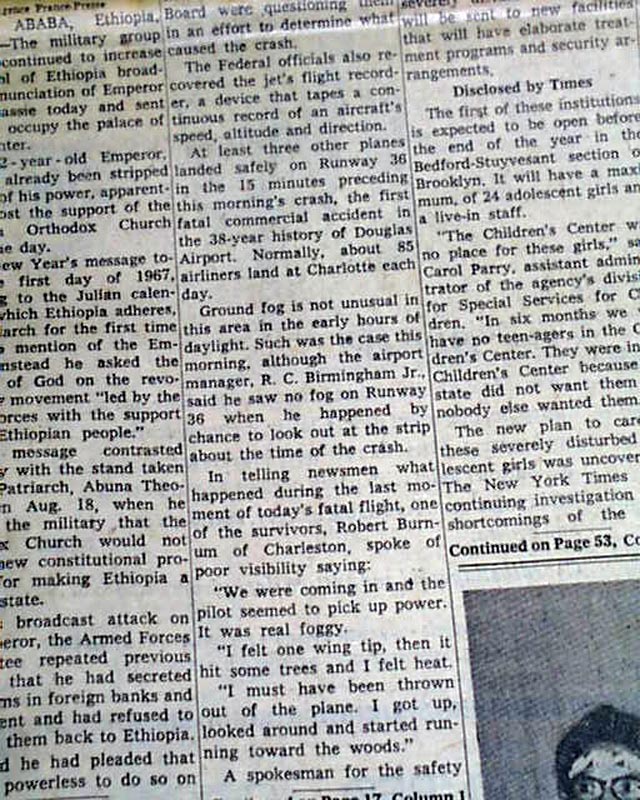 France-Presse
ABABA, Ethiopia,
—The military group
continued to increase
of Ethiopia broad-
nunciation of Emperor
assie today and sent
occupy the palace of
nter.
2-year-old Emperor,
already been stripped
of his power, apparent-
ost the support of the
Orthodox Church
e day.
ew Year's message to-
first day of 1967,
g to the Julian calen-
which Ethiopia adheres,
arch for the first time
mention of the Em-
nstead he asked the
of God on the revo-
movement "led by the
orces with the support
Ethiopian people."
message contrasted
y with the stand taken
Patriarch, Abuna Theo-
n Aug. 18, when he
the military that the
x Church would not
new constitutional pro-
for making Ethiopia a
state.
broadcast attack on
eror, the Armed Forces
tee repeated previous
that he had secreted
ms in foreign banks and
ent and had refused to
them back to Ethiopia.
d he had pleaded that
powerless to do so on
Board were questioning them
in an effort to determine what
caused the crash.
The Federal officials also re-
covered the jet's flight record-
er, a device that tapes a con-
tinuous record of an aircraft's
speed, altitude and direction.
At least three other planes
landed safely on Runway 36
in the 15 minutes preceding
this morning's crash, the first
fatal commercial accident in
the 38-year history of Douglas
Airport. Normally, about 85
airliners land at Charlotte each
day.
Ground fog is not unusual in
this area in the early hours of
daylight. Such was the case this
morning, although the airport
manager, R. C. Birmingham Jr.,
said he saw no fog on Runway
36 when he happened by
chance to look out at the strip
about the time of the crash.
In telling newsmen what
happened during the last mo-
ment of today's fatal flight, one
of the survivors, Robert Burn-
um of Charleston, spoke of
poor visibility saying:
"We were coming in and the
pilot seemed to pick up power.
It was real foggy.
"I felt one wing tip, then it
hit some trees and I felt heat.
"I must have been thrown
out of the plane. I got up,
looked around and started run-
ning toward the woods."
A spokesman for the safety
Page 17, Column 1
severely
will be sent to new facilities
that will have elaborate treat-
ment programs and security ar-
rangements.
Disclosed by Times
The first of these institutions
is expected to be open before
the end of the year in the
Bedford-Stuyvesant section o
Brooklyn. It will have a maxi
mum, of 24 adolescent girls an
a live-in staff.
"The Children's Center w
no place for these girls," s
Carol Parry, assistant admin
trator of the agency's divisi
for Special Services for C
dren. "In six months we
have no teen-agers in the C
dren's Center. They were in
Children's Center because
state did not want them
nobody else wanted them.
The new plan to care
these severely disturbed
lescent girls was uncover
The New York Times
continuing investigation
shortcomings of the
Continued on Page 53, Co